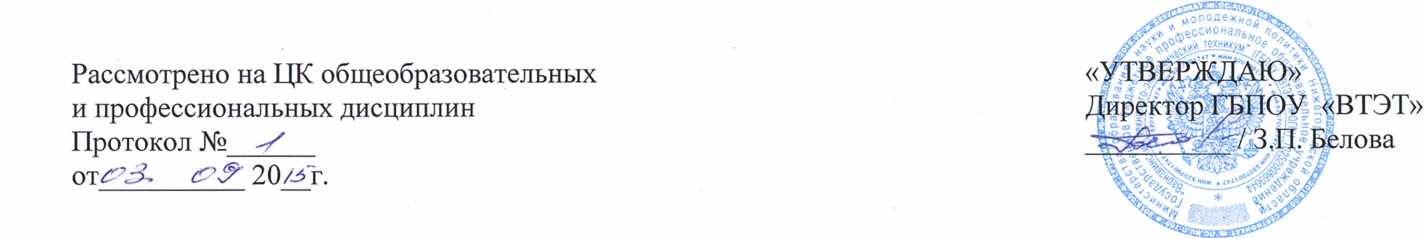 Рассмотрено на ЦК общеобразовательных
и профессиональных дисциплин
Протокол № 1
от 03. 09 2015г.
«УТВЕРЖДАЮ»
Директор ГБПОУ «ВТЭТ»
/ З.П. Белова